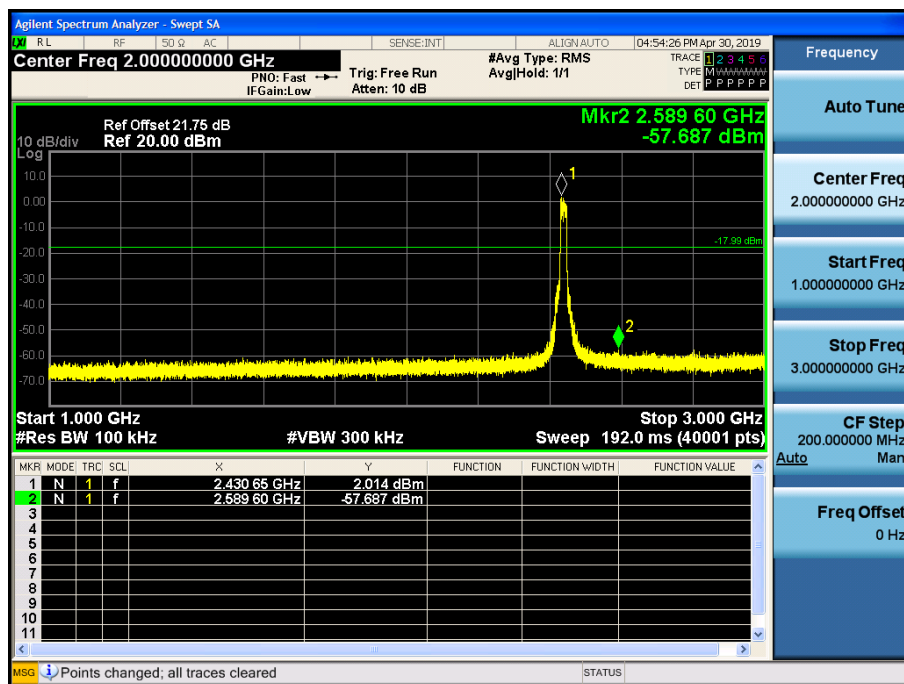 Agilent Spectrum Analyzer - Swept SA
LXI RL RF 50 Ω AC SENSE:INT ALIGN AUTO 04:54:26 PM Apr 30, 2019
Center Freq 2.000000000 GHz
#Avg Type: RMS
Avg|Hold: 1/1
PNO: Fast
IFGain:Low
Trig: Free Run
Atten: 10 dB
TRACE 1 2 3 4 5 6
TYPE M W W W W W
DET P P P P P P
Ref Offset 21.75 dB
Ref 20.00 dBm
10 dB/div
Log
Mkr2 2.589 60 GHz
-57.687 dBm
10.0
0.00
-10.0
-20.0
-30.0
-40.0
-50.0
-60.0
-70.0
1
-17.99 dBm
2
Start 1.000 GHz
Stop 3.000 GHz
#Res BW 100 kHz
#VBW 300 kHz
Sweep 192.0 ms (40001 pts)
MKR MODE TRC SCL X Y FUNCTION FUNCTION WIDTH FUNCTION VALUE
1 N 1 f 2.430 65 GHz 2.014 dBm
2 N 1 f 2.589 60 GHz -57.687 dBm
3
4
5
6
7
8
9
10
11
MSG Points changed; all traces cleared
STATUS
Frequency
Auto Tune
Center Freq
2.000000000 GHz
Start Freq
1.000000000 GHz
Stop Freq
3.000000000 GHz
CF Step
200.000000 MHz
Auto Man
Freq Offset
0 Hz